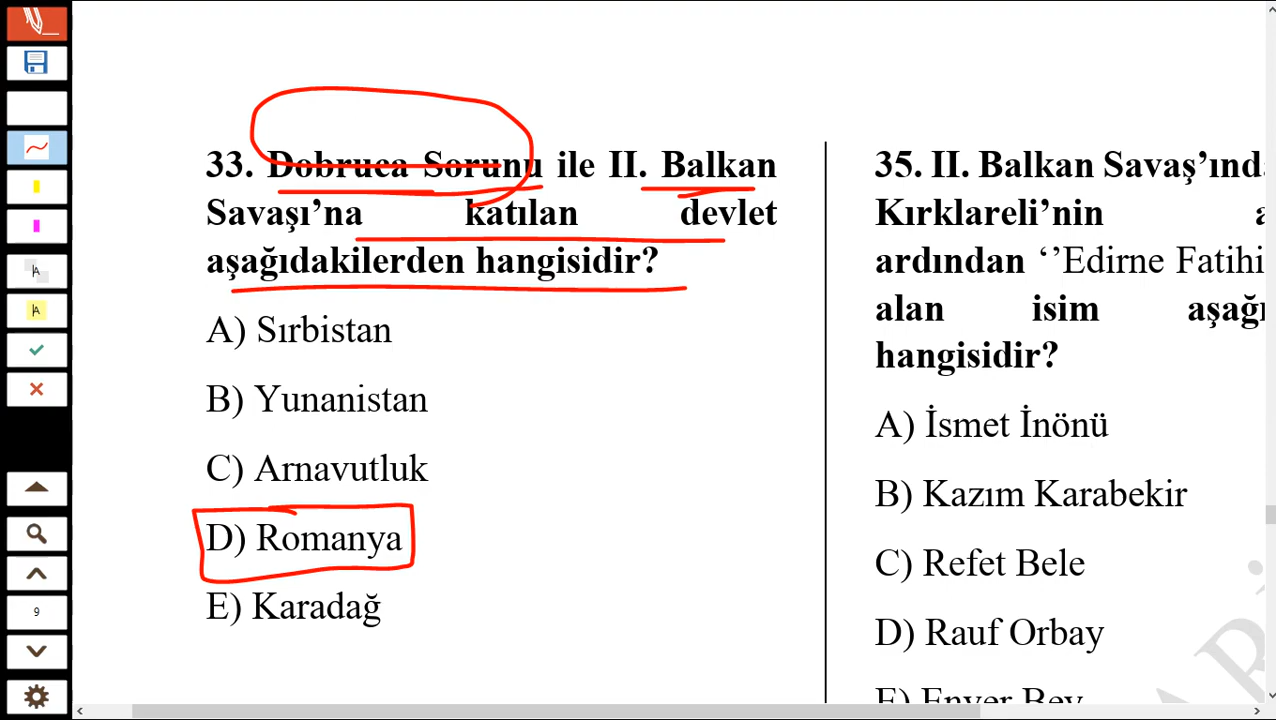 33. Dobruca Sorunu ile II. Balkan
Savaşı’na katılan devlet
aşağıdakilerden hangisidir?
A) Sırbistan
B) Yunanistan
C) Arnavutluk
D) Romanya
E) Karadağ
9
35. II. Balkan Savaş’ında
Kırklareli’nin
ardından ‘’Edirne Fatihi
alan isim
hangisidir?
A) İsmet İnönü
B) Kazım Karabekir
C) Refet Bele
D) Rauf Orbay
E) Enver Bey